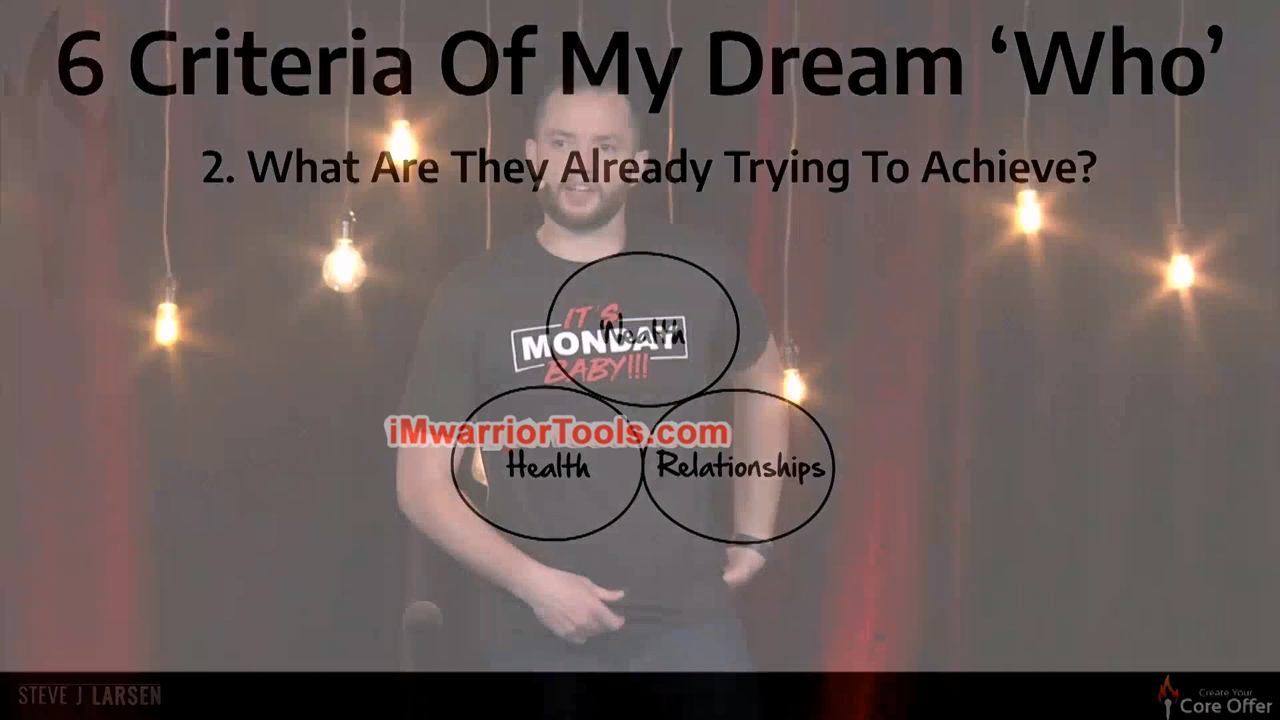 6 Criteria Of My Dream ‘Who’
2. What Are They Already Trying To Achieve?
IT'S
MONDAY
BABY!!!
Wealth
iMwarriorTools.com
Health
Relationships
STEVE J LARSEN
Create Your
Core Offer